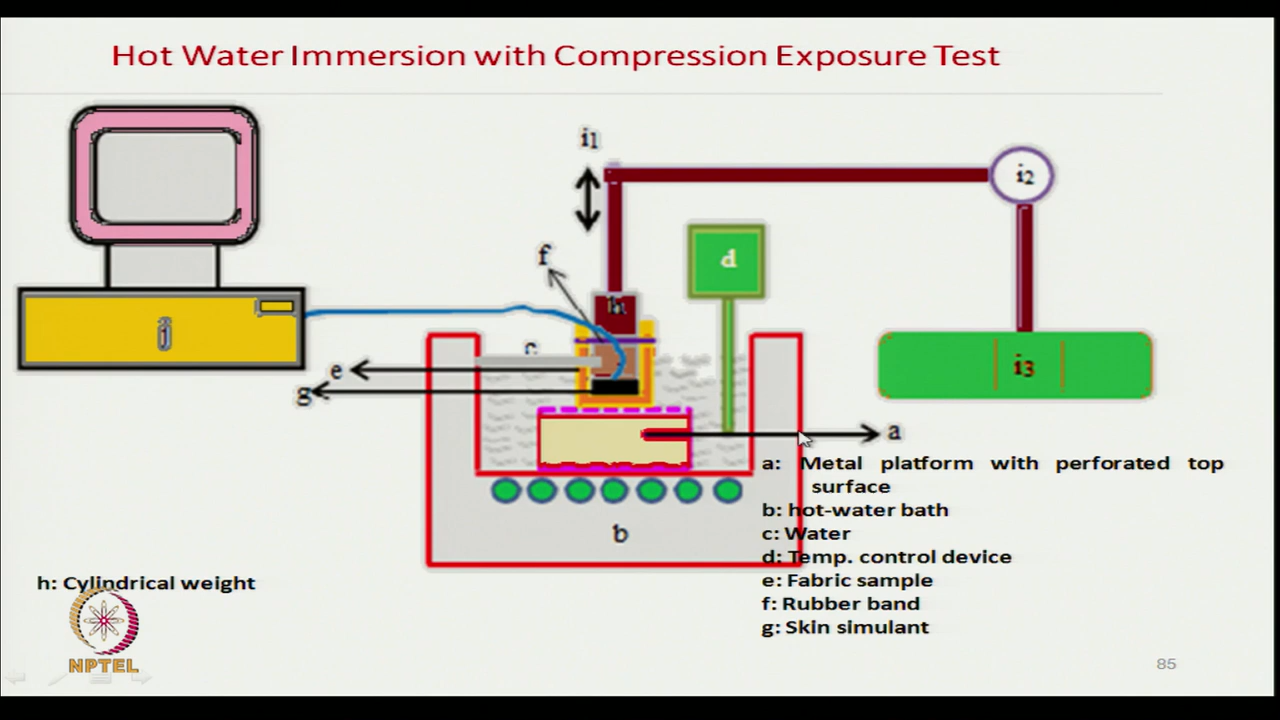 Hot Water Immersion with Compression Exposure Test
i1
i2
f
d
h
j
c
e
i3
g
a
a: Metal platform with perforated top
surface
b: hot-water bath
b
c: Water
d: Temp. control device
h: Cylindrical weight
e: Fabric sample
f: Rubber band
g: Skin simulant
NPTEL
85